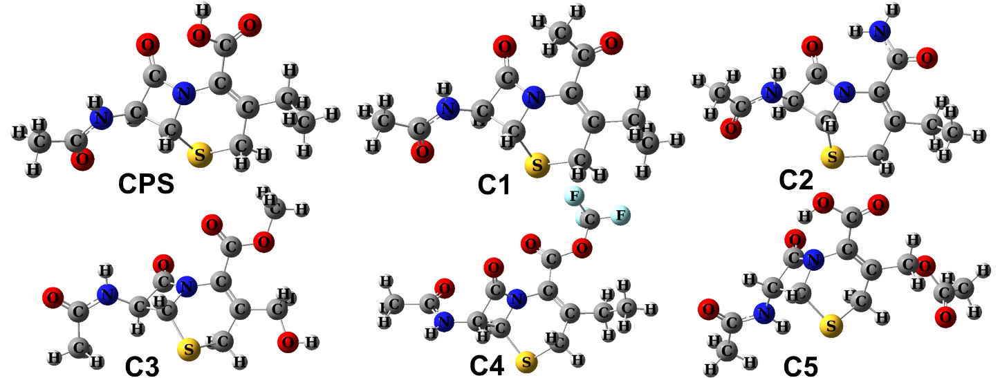 H
O O
O C
C C H
H N H
N C C H C H
H H C C C H
H C C H S H H
H O
CPS
H H
C
H O
O C
C C H
H N H
H N C C H C H
C C H H C C H
H O S H H H
C1
H
H N
O C O
H H C C
H C N C N H H
H C H C H C C C H
O S C H H
H
C2
H
H C H
O O
C
H O C
O N C N C H H
C C H C C C H
H S C O H
C H
H H
C3
F
C F
O O
O C
H O C C
H C C N H H
H N C C C C C H
H H H C H H
S H
C4
O C O
H
O C H
C N C C O H
H C C H C H C H
O N H H C O H
C H S H
H C H
H
C5